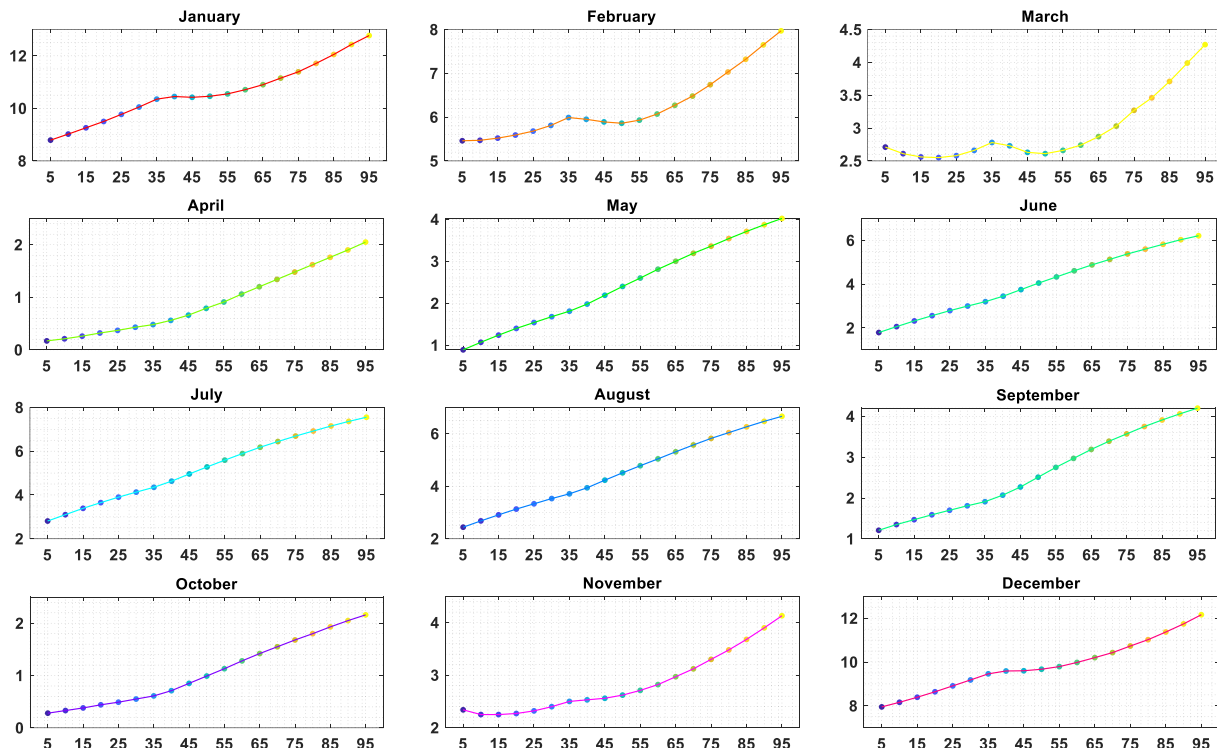 January February March
12 8 4.5
10 7 4
8 6 3.5
5 3
2.5
5 15 25 35 45 55 65 75 85 95 5 15 25 35 45 55 65 75 85 95 5 15 25 35 45 55 65 75 85 95
April May June
2 4 6
1 3 4
0 2 2
1
5 15 25 35 45 55 65 75 85 95 5 15 25 35 45 55 65 75 85 95 5 15 25 35 45 55 65 75 85 95
July August September
8 6 4
6 4 3
4 2 2
2 1
5 15 25 35 45 55 65 75 85 95 5 15 25 35 45 55 65 75 85 95 5 15 25 35 45 55 65 75 85 95
October November December
2 4 12
1 3 10
0 2 8
5 15 25 35 45 55 65 75 85 95 5 15 25 35 45 55 65 75 85 95 5 15 25 35 45 55 65 75 85 95